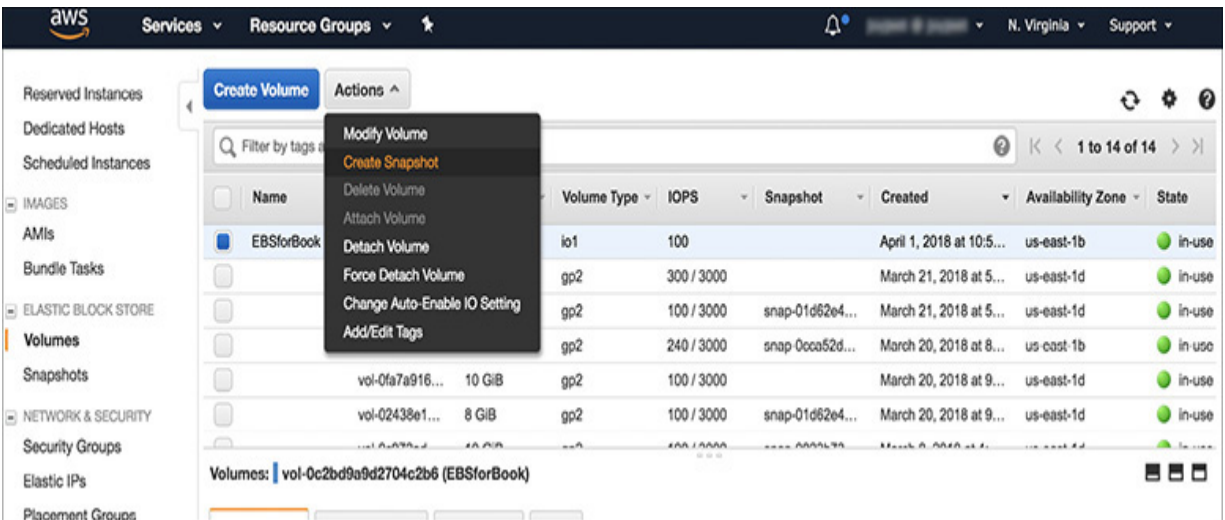 aws Services Resource Groups N. Virginia Support
Reserved Instances
Dedicated Hosts
Scheduled Instances
IMAGES
AMIs
Bundle Tasks
ELASTIC BLOCK STORE
Volumes
Snapshots
NETWORK & SECURITY
Security Groups
Elastic IPs
Placement Groups
Create Volume Actions
Modify Volume
Create Snapshot
Delete Volume
Attach Volume
Detach Volume
Force Detach Volume
Change Auto-Enable IO Setting
Add/Edit Tags
Filter by tags 1 to 14 of 14
Name Volume Type IOPS Snapshot Created Availability Zone State
EBSforBook io1 100 April 1, 2018 at 10:5... us-east-1b in-use
gp2 300 / 3000 March 21, 2018 at 5... us-east-1d in-use
gp2 100 / 3000 snap-01d62e4... March 21, 2018 at 5... us-east-1d in-use
gp2 240 / 3000 snap-0cca52d... March 20, 2018 at 8... us-east-1b in-use
vol-0fa7a916... 10 GiB gp2 100 / 3000 March 20, 2018 at 9... us-east-1d in-use
vol-02438e1... 8 GiB gp2 100 / 3000 snap-01d62e4... March 20, 2018 at 9... us-east-1d in-use
Volumes: vol-0c2bd9a9d2704c2b6 (EBSforBook)